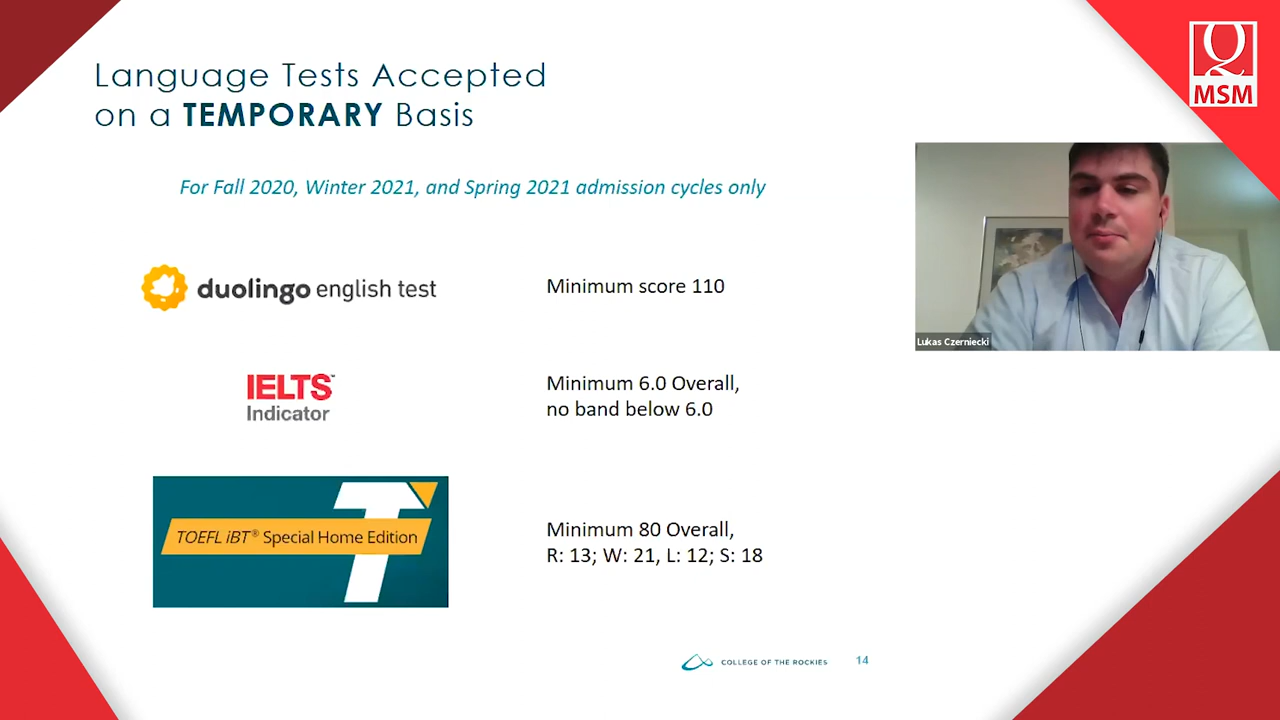 Language Tests Accepted
on a TEMPORARY Basis
MSM
For Fall 2020, Winter 2021, and Spring 2021 admission cycles only
duolingo english test
Minimum score 110
Lukas Czerniecki
IELTS™
Indicator
Minimum 6.0 Overall,
no band below 6.0
TOEFL iBT® Special Home Edition
Minimum 80 Overall,
R: 13; W: 21, L: 12; S: 18
COLLEGE OF THE ROCKIES
14